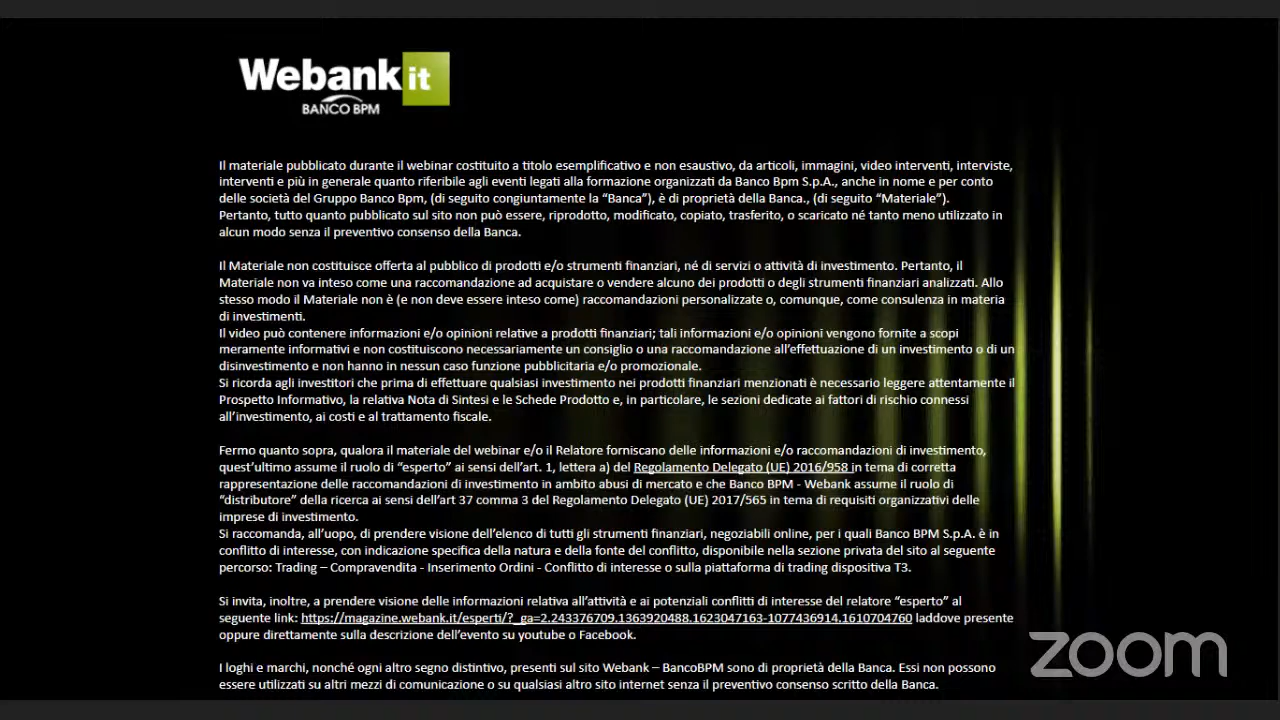 Webank it
BANCO BPM
Il materiale pubblicato durante il webinar costituito a titolo esemplificativo e non esaustivo, da articoli, immagini, video interventi, interviste,
interventi e più in generale quanto riferibile agli eventi legati alla formazione organizzati da Banco Bpm S.p.A., anche in nome e per conto
delle società del Gruppo Banco Bpm, (di seguito congiuntamente la “Banca”), è di proprietà della Banca., (di seguito “Materiale”).
Pertanto, tutto quanto pubblicato sul sito non può essere, riprodotto, modificato, copiato, trasferito, o scaricato né tanto meno utilizzato in
alcun modo senza il preventivo consenso della Banca.
Il Materiale non costituisce offerta al pubblico di prodotti e/o strumenti finanziari, né di servizi o attività di investimento. Pertanto, il
Materiale non va inteso come una raccomandazione ad acquistare o vendere alcuno dei prodotti o degli strumenti finanziari analizzati. Allo
stesso modo il Materiale non è (e non deve essere inteso come) raccomandazioni personalizzate o, comunque, come consulenza in materia
di investimenti.
Il video può contenere informazioni e/o opinioni relative a prodotti finanziari; tali informazioni e/o opinioni vengono fornite a scopi
meramente informativi e non costituiscono necessariamente un consiglio o una raccomandazione all’effettuazione di un investimento o di un
disinvestimento e non hanno in nessun caso funzione pubblicitaria e/o promozionale.
Si ricorda agli investitori che prima di effettuare qualsiasi investimento nei prodotti finanziari menzionati è necessario leggere attentamente il
Prospetto Informativo, la relativa Nota di Sintesi e le Schede Prodotto e, in particolare, le sezioni dedicate ai fattori di rischio connessi
all’investimento, ai costi e al trattamento fiscale.
Fermo quanto sopra, qualora il materiale del webinar e/o il Relatore forniscano delle informazioni e/o raccomandazioni di investimento,
quest’ultimo assume il ruolo di “esperto” ai sensi dell’art. 1, lettera a) del Regolamento Delegato (UE) 2016/958 in tema di corretta
rappresentazione delle raccomandazioni di investimento in ambito abusi di mercato e che Banco BPM - Webank assume il ruolo di
“distributore” della ricerca ai sensi dell’art 37 comma 3 del Regolamento Delegato (UE) 2017/565 in tema di requisiti organizzativi delle
imprese di investimento.
Si raccomanda, all’uopo, di prendere visione dell’elenco di tutti gli strumenti finanziari, negoziabili online, per i quali Banco BPM S.p.A. è in
conflitto di interesse, con indicazione specifica della natura e della fonte del conflitto, disponibile nella sezione privata del sito al seguente
percorso: Trading – Compravendita - Inserimento Ordini - Conflitto di interesse o sulla piattaforma di trading dispositiva T3.
Si invita, inoltre, a prendere visione delle informazioni relativa all’attività e ai potenziali conflitti di interesse del relatore “esperto” al
seguente link: https://magazine.webank.it/esperti/?_ga=2.243376709.1363920488.1623047163-1077436914.1610704760 laddove presente
oppure direttamente sulla descrizione dell’evento su youtube o Facebook.
I loghi e marchi, nonché ogni altro segno distintivo, presenti sul sito Webank – BancoBPM sono di proprietà della Banca. Essi non possono
essere utilizzati su altri mezzi di comunicazione o su qualsiasi altro sito internet senza il preventivo consenso scritto della Banca.
zoom